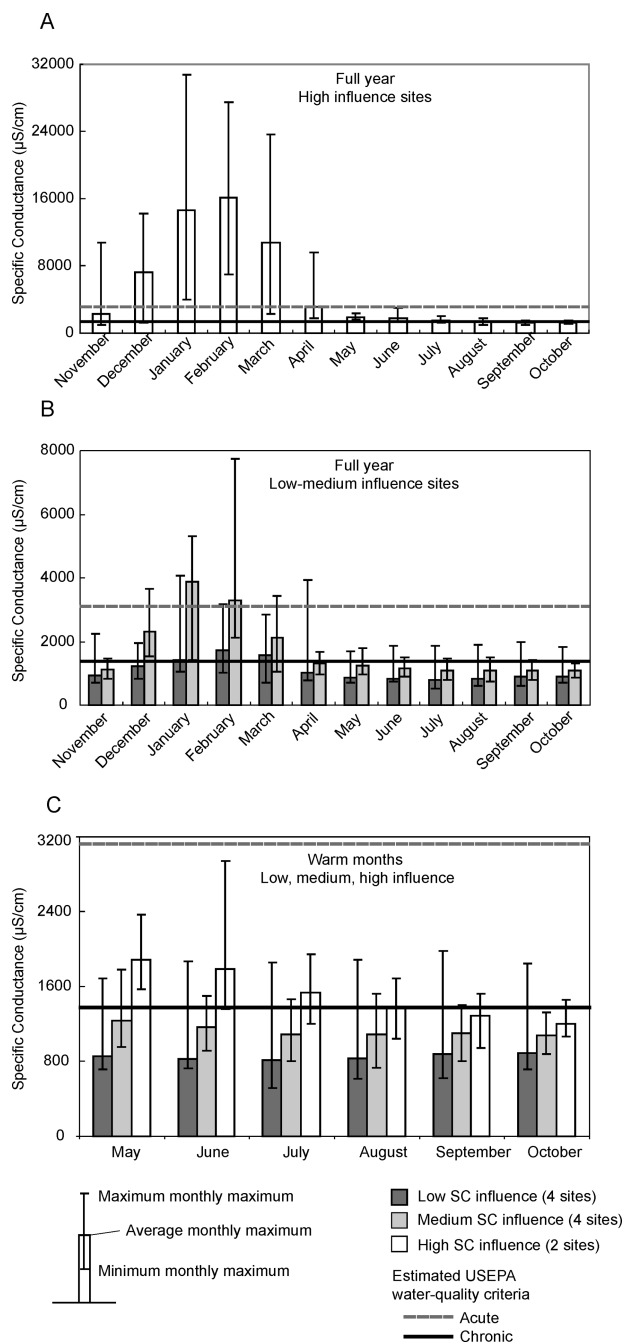 A
Full year
High influence sites
Specific Conductance (µS/cm)
32000
24000
16000
8000
0
November
December
January
February
March
April
May
June
July
August
September
October
B
Full year
Low-medium influence sites
Specific Conductance (µS/cm)
8000
6000
4000
2000
0
November
December
January
February
March
April
May
June
July
August
September
October
C
Warm months
Low, medium, high influence
Specific Conductance (µS/cm)
3200
2400
1600
800
0
May
June
July
August
September
October
Maximum monthly maximum
Average monthly maximum
Minimum monthly maximum
Low SC influence (4 sites)
Medium SC influence (4 sites)
High SC influence (2 sites)
Estimated USEPA
water-quality criteria
Acute
Chronic